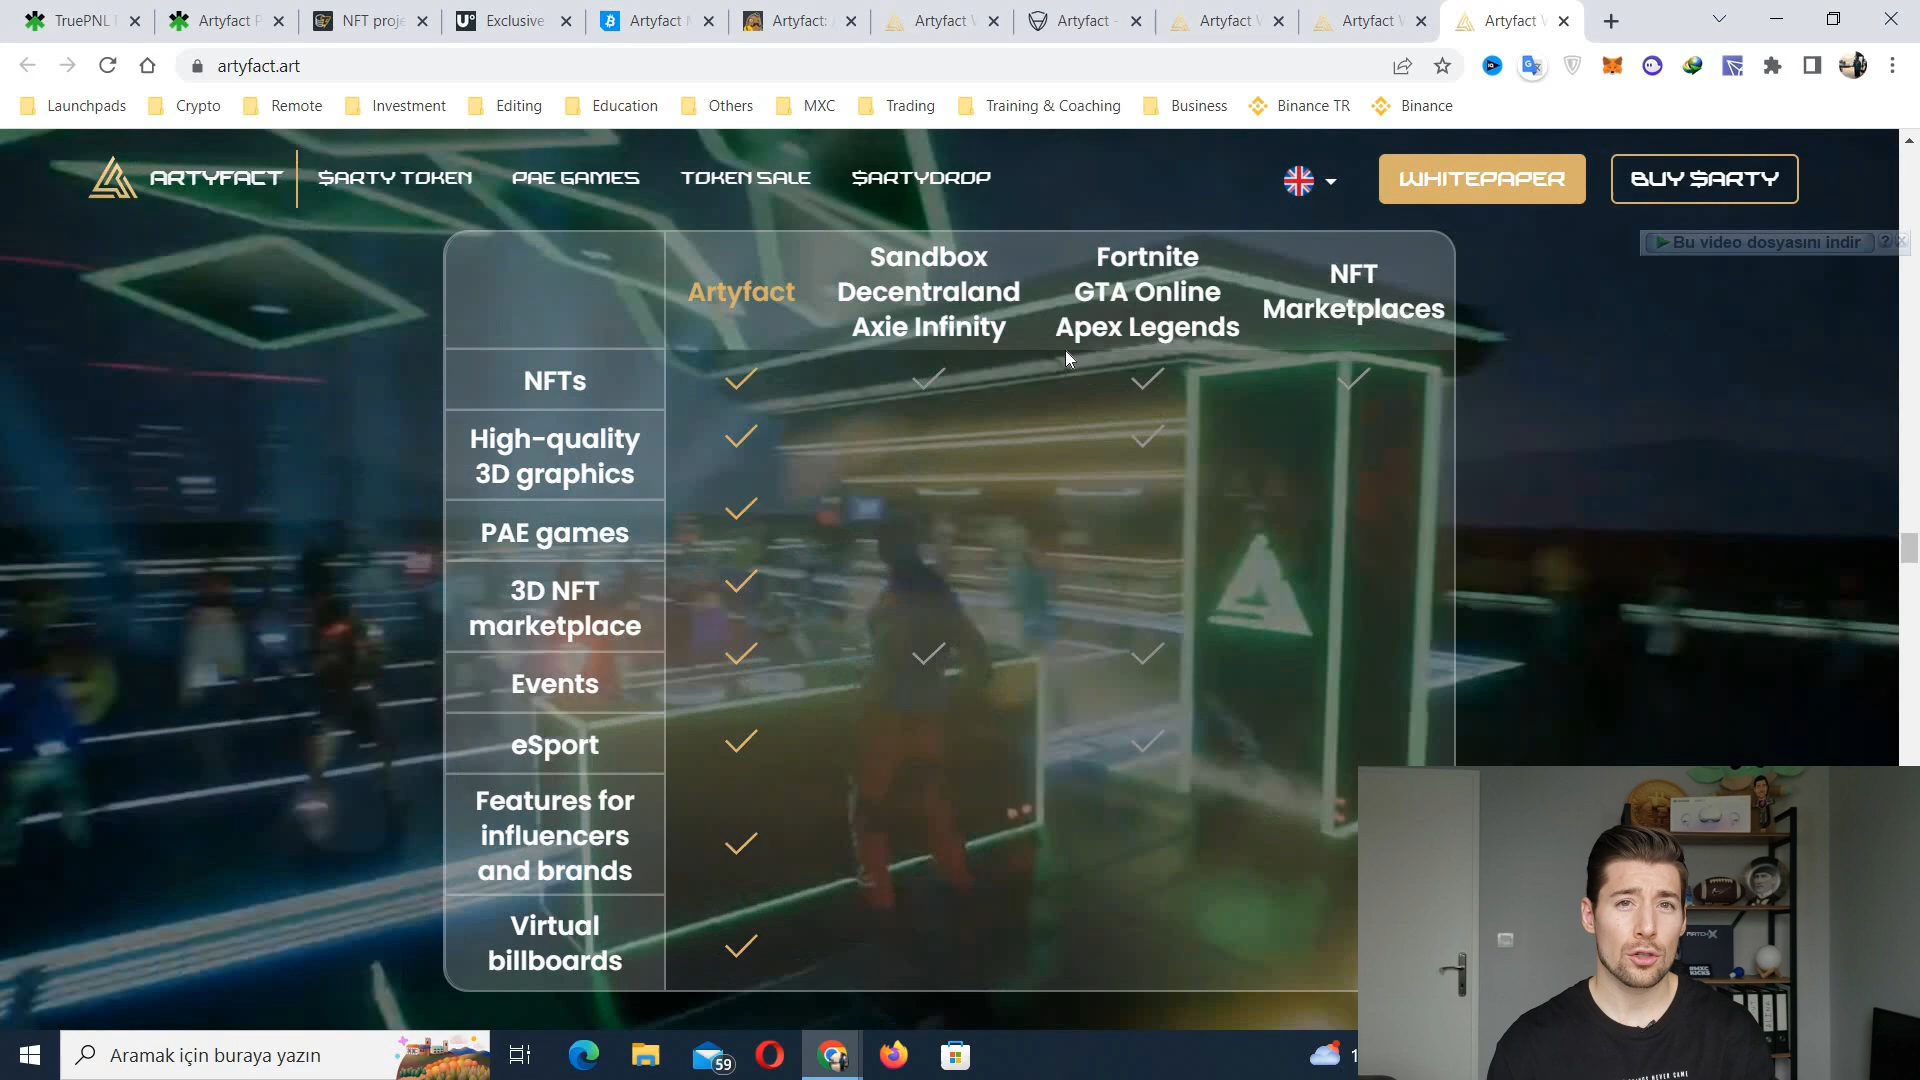 TruePNL
Artyfact P
NFT proje
Exclusive
Artyfact M
Artyfact:
Artyfact
Artyfact -
Artyfact
Artyfact
Artyfact
artyfact.art
Launchpads
Crypto
Remote
Investment
Editing
Education
Others
MXC
Trading
Training & Coaching
Business
Binance TR
Binance
ARTYFACT
$ARTY TOKEN
PAE GAMES
TOKEN SALE
$ARTYDROP
WHITEPAPER
BUY $ARTY
Bu video dosyasını indir
Artyfact
Sandbox
Decentraland
Axie Infinity
Fortnite
GTA Online
Apex Legends
NFT
Marketplaces
NFTs
High-quality
3D graphics
PAE games
3D NFT
marketplace
Events
eSport
Features for
influencers
and brands
Virtual
billboards
Aramak için buraya yazın
59